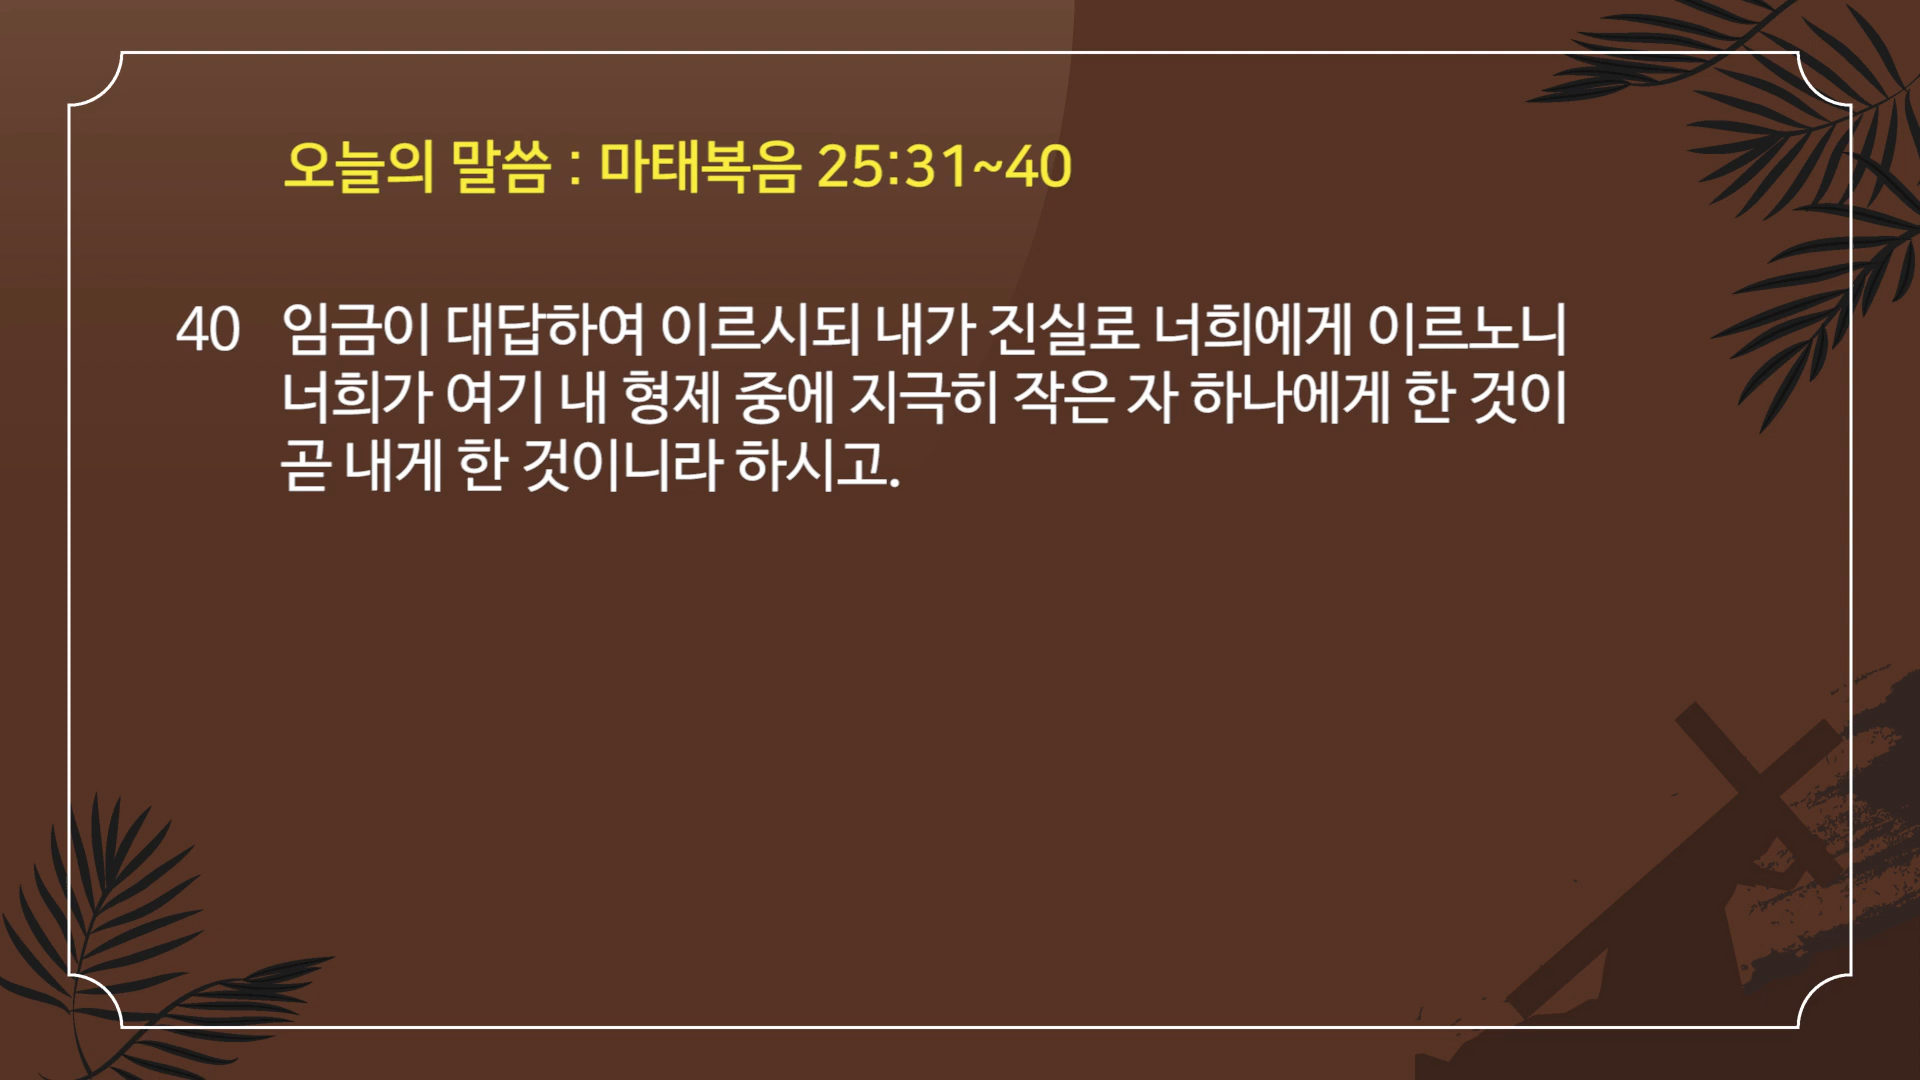 오늘의 말씀 : 마태복음 25:31~40
40 임금이 대답하여 이르시되 내가 진실로 너희에게 이르노니
너희가 여기 내 형제 중에 지극히 작은 자 하나에게 한 것이
곧 내게 한 것이니라 하시고.